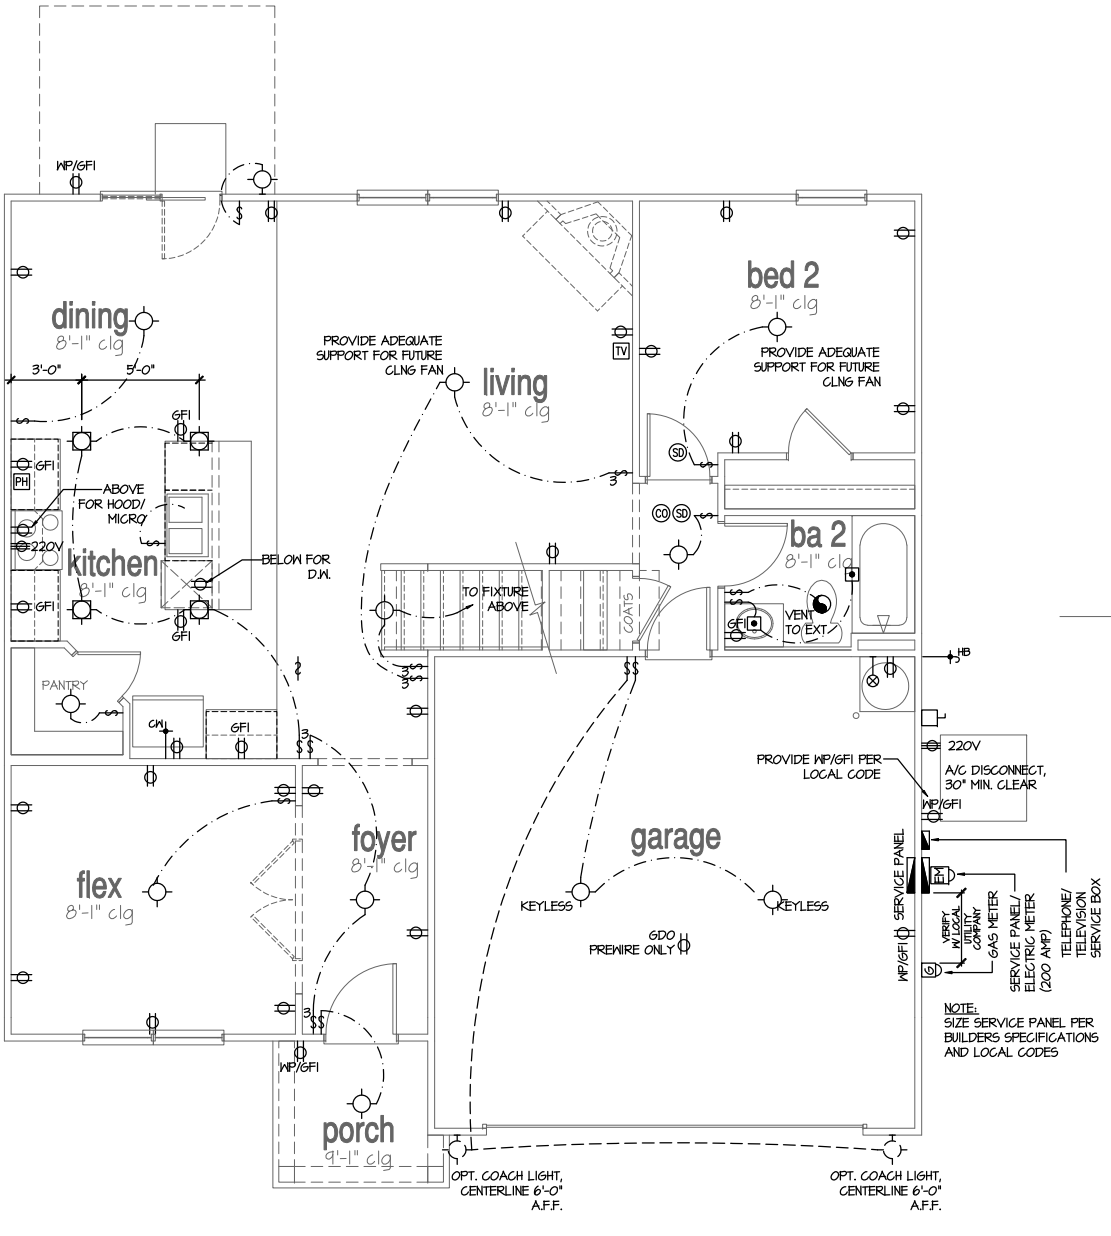 WP/GFI
dining
8'-1" clg
3'-0"
5'-0"
GFI
GFI
PH
ABOVE
FOR HOOD/
MICRO
220V
kitchen
8'-1" clg
GFI
GFI
BELOW FOR
D.W.
PROVIDE ADEQUATE
SUPPORT FOR FUTURE
CLNG FAN
living
8'-1" clg
3
TV
bed 2
8'-1" clg
PROVIDE ADEQUATE
SUPPORT FOR FUTURE
CLNG FAN
SD
CO
SD
ba 2
8'-1" clg
GFI
VENT
TO EXT.
TO FIXTURE
ABOVE
COATS
3
3
PANTRY
CW
GFI
3
HB
220V
A/C DISCONNECT,
30" MIN. CLEAR
PROVIDE WP/GFI PER
LOCAL CODE
WP/GFI
flex
8'-1" clg
foyer
8'-1" clg
3
garage
KEYLESS
KEYLESS
GDO
PREWIRE ONLY
SERVICE PANEL
EM
WP/GFI
G
VERIFY
W/ LOCAL
UTILITY
COMPANY
GAS METER
SERVICE PANEL/
ELECTRIC METER
(200 AMP)
TELEPHONE/
TELEVISION
SERVICE BOX
NOTE:
SIZE SERVICE PANEL PER
BUILDERS SPECIFICATIONS
AND LOCAL CODES
WP/GFI
porch
9'-1" clg
OPT. COACH LIGHT,
CENTERLINE 6'-0"
A.F.F.
OPT. COACH LIGHT,
CENTERLINE 6'-0"
A.F.F.